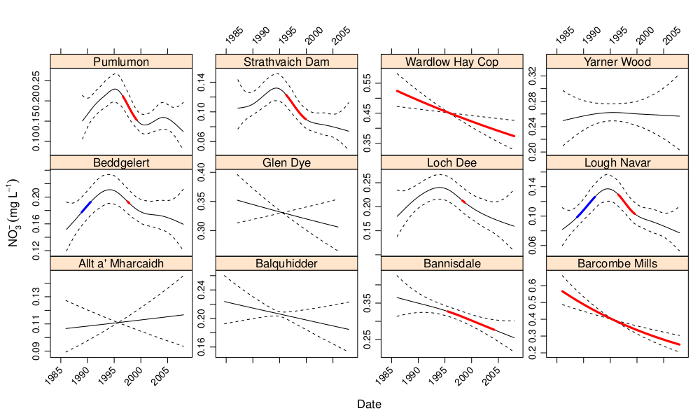 1985 1990 1995 2000 2005 1985 1990 1995 2000 2005
Pumlumon Strathvaich Dam Wardlow Hay Cop Yarner Wood
0.10 0.15 0.20 0.25
0.06 0.10 0.14
0.35 0.45 0.55
0.20 0.24 0.28 0.32
Beddgelert Glen Dye Loch Dee Lough Navar
0.12 0.16 0.20
0.30 0.35 0.40
0.10 0.15 0.20 0.25
0.06 0.10 0.14
Allt a' Mharcaidh Balquhidder Bannisdale Barcombe Mills
0.09 0.11 0.13
0.16 0.20 0.24
0.25 0.35
0.2 0.3 0.4 0.5 0.6
1985 1990 1995 2000 2005 1985 1990 1995 2000 2005
NO₃⁻ (mg L⁻¹)
Date